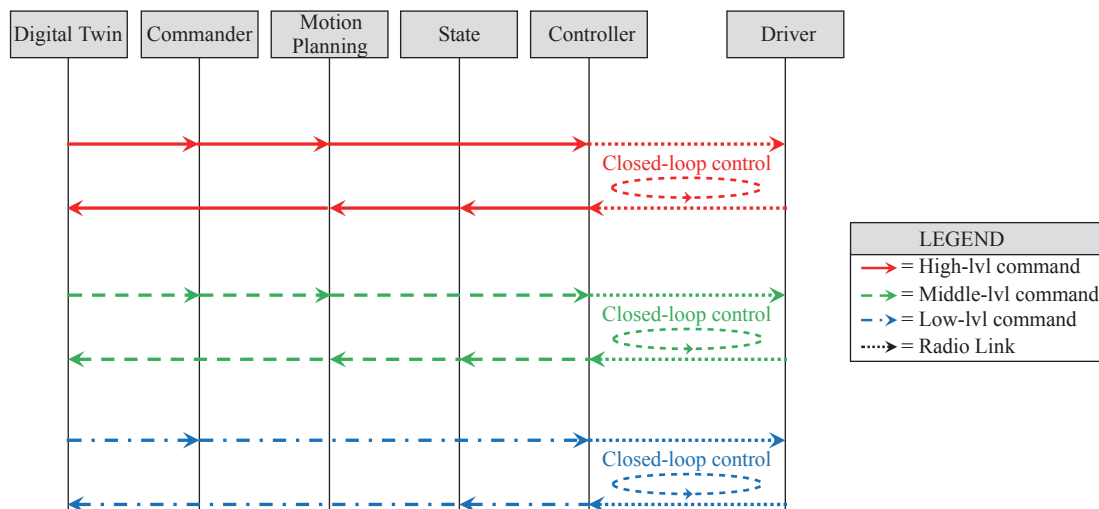 Digital Twin
Commander
Motion
Planning
State
Controller
Driver
Closed-loop control
Closed-loop control
Closed-loop control
LEGEND
= High-lvl command
= Middle-lvl command
= Low-lvl command
= Radio Link